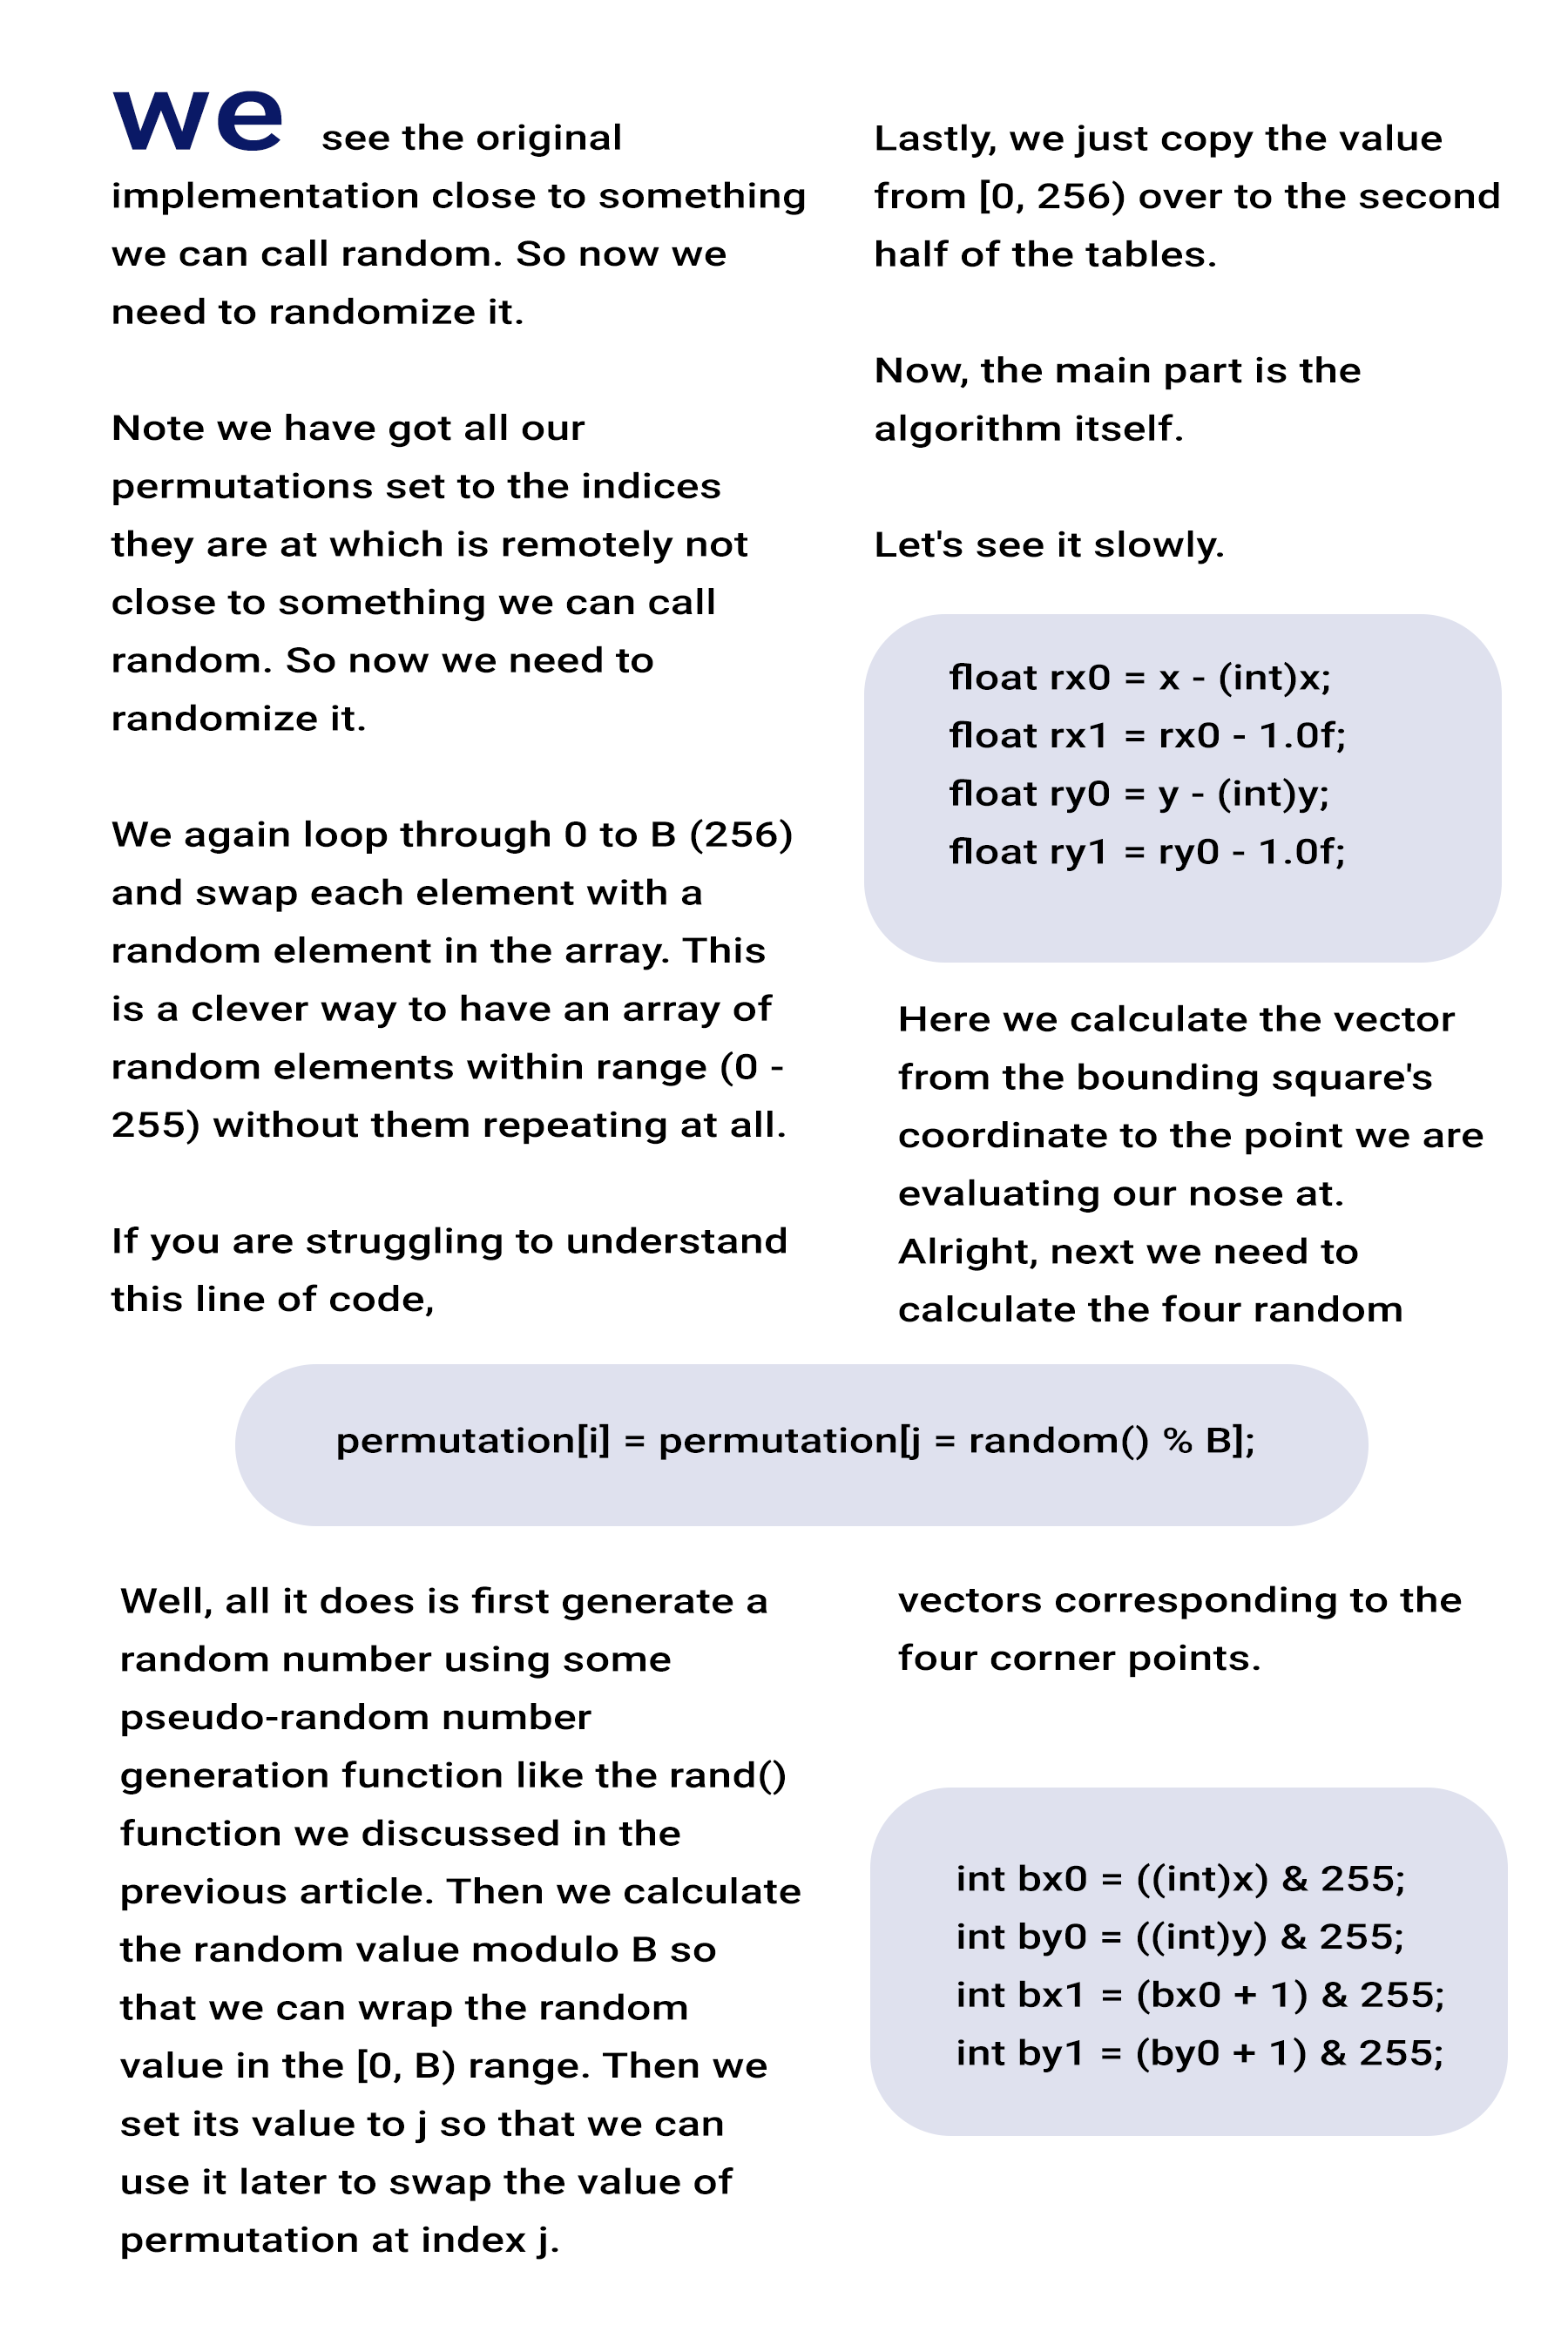 we see the original
implementation close to something
we can call random. So now we
need to randomize it.
Note we have got all our
permutations set to the indices
they are at which is remotely not
close to something we can call
random. So now we need to
randomize it.
We again loop through 0 to B (256)
and swap each element with a
random element in the array. This
is a clever way to have an array of
random elements within range (0 -
255) without them repeating at all.
If you are struggling to understand
this line of code,
permutation[i] = permutation[j = random() % B];
Well, all it does is first generate a
random number using some
pseudo-random number
generation function like the rand()
function we discussed in the
previous article. Then we calculate
the random value modulo B so
that we can wrap the random
value in the [0, B) range. Then we
set its value to j so that we can
use it later to swap the value of
permutation at index j.
Lastly, we just copy the value
from [0, 256) over to the second
half of the tables.
Now, the main part is the
algorithm itself.
Let's see it slowly.
float rx0 = x - (int)x;
float rx1 = rx0 - 1.0f;
float ry0 = y - (int)y;
float ry1 = ry0 - 1.0f;
Here we calculate the vector
from the bounding square's
coordinate to the point we are
evaluating our nose at.
Alright, next we need to
calculate the four random
vectors corresponding to the
four corner points.
int bx0 = ((int)x) & 255;
int by0 = ((int)y) & 255;
int bx1 = (bx0 + 1) & 255;
int by1 = (by0 + 1) & 255;